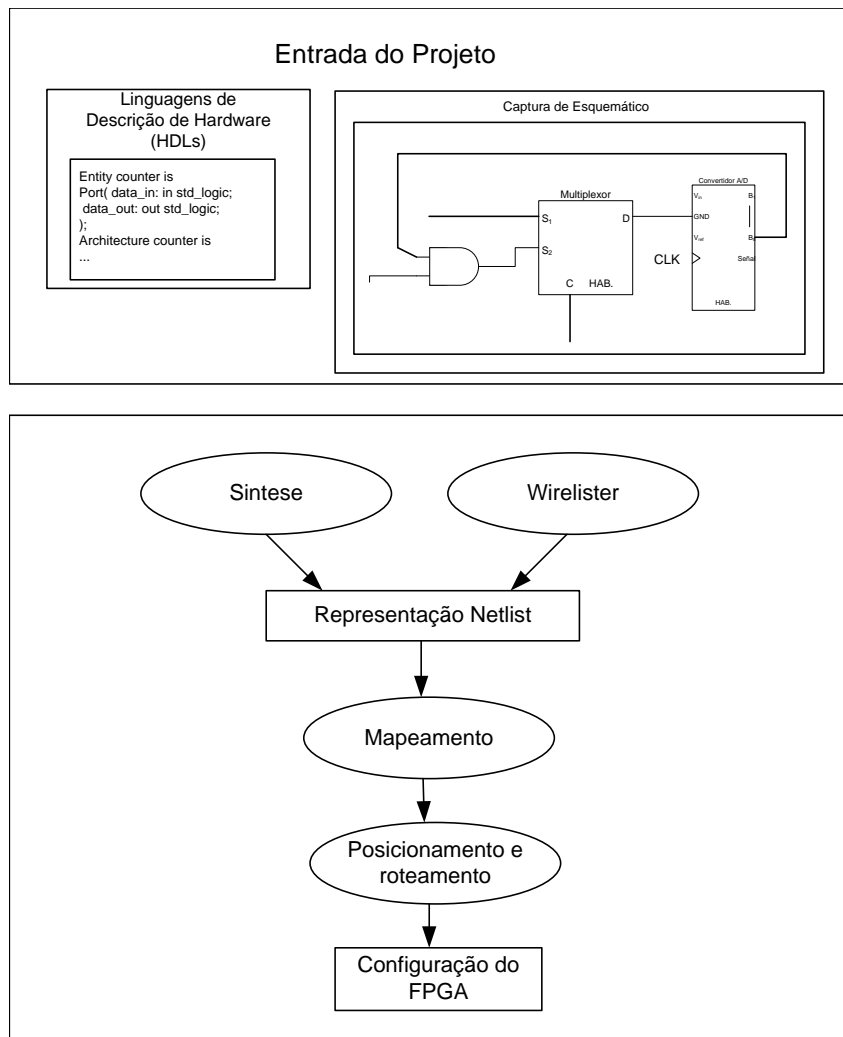 Entrada do Projeto
Linguagens de
Descrição de Hardware
(HDLs)
Entity counter is
Port( data_in: in std_logic;
data_out: out std_logic;
);
Architecture counter is
...
Captura de Esquemático
Multiplexor
S1
S2
D
C
HAB.
Convertidor A/D
Vin
GND
Vref
CLK
B
B
Señal
HAB.
Sintese
Wirelister
Representação Netlist
Mapeamento
Posicionamento e
roteamento
Configuração do
FPGA